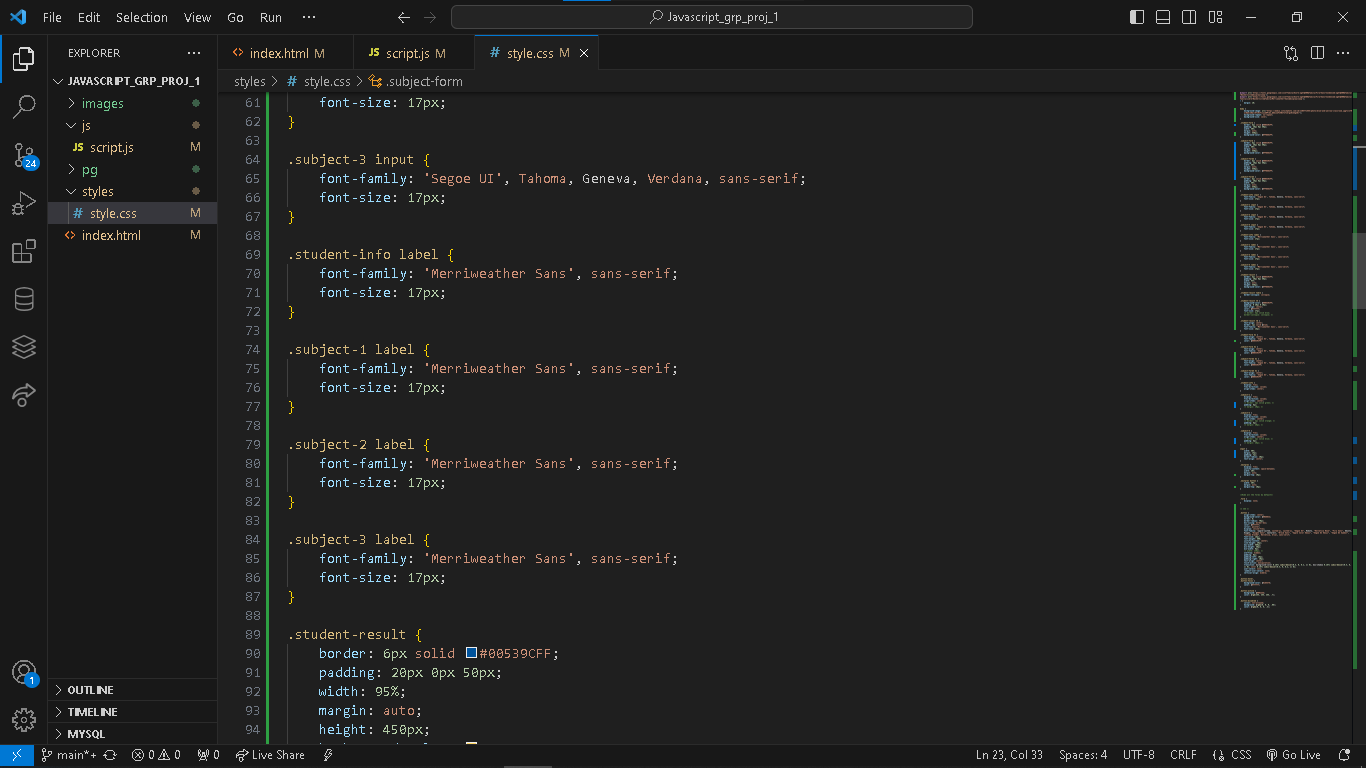 File Edit Selection View Go Run ··· Javascript_grp_proj_1
EXPLORER ···
JAVASCRIPT_GRP_PROJ_1
images
js
JS script.js M
pg
styles
# style.css M
<> index.html M
OUTLINE
TIMELINE
MYSQL
24
1
<> index.html M JS script.js M # style.css M
styles > # style.css > .subject-form
61 font-size: 17px;
62 }
63
64 .subject-3 input {
65 font-family: 'Segoe UI', Tahoma, Geneva, Verdana, sans-serif;
66 font-size: 17px;
67 }
68
69 .student-info label {
70 font-family: 'Merriweather Sans', sans-serif;
71 font-size: 17px;
72 }
73
74 .subject-1 label {
75 font-family: 'Merriweather Sans', sans-serif;
76 font-size: 17px;
77 }
78
79 .subject-2 label {
80 font-family: 'Merriweather Sans', sans-serif;
81 font-size: 17px;
82 }
83
84 .subject-3 label {
85 font-family: 'Merriweather Sans', sans-serif;
86 font-size: 17px;
87 }
88
89 .student-result {
90 border: 6px solid #00539CFF;
91 padding: 20px 0px 50px;
92 width: 95%;
93 margin: auto;
94 height: 450px;
main*+ 0 0 0 Live Share Ln 23, Col 33 Spaces: 4 UTF-8 CRLF {} CSS Go Live